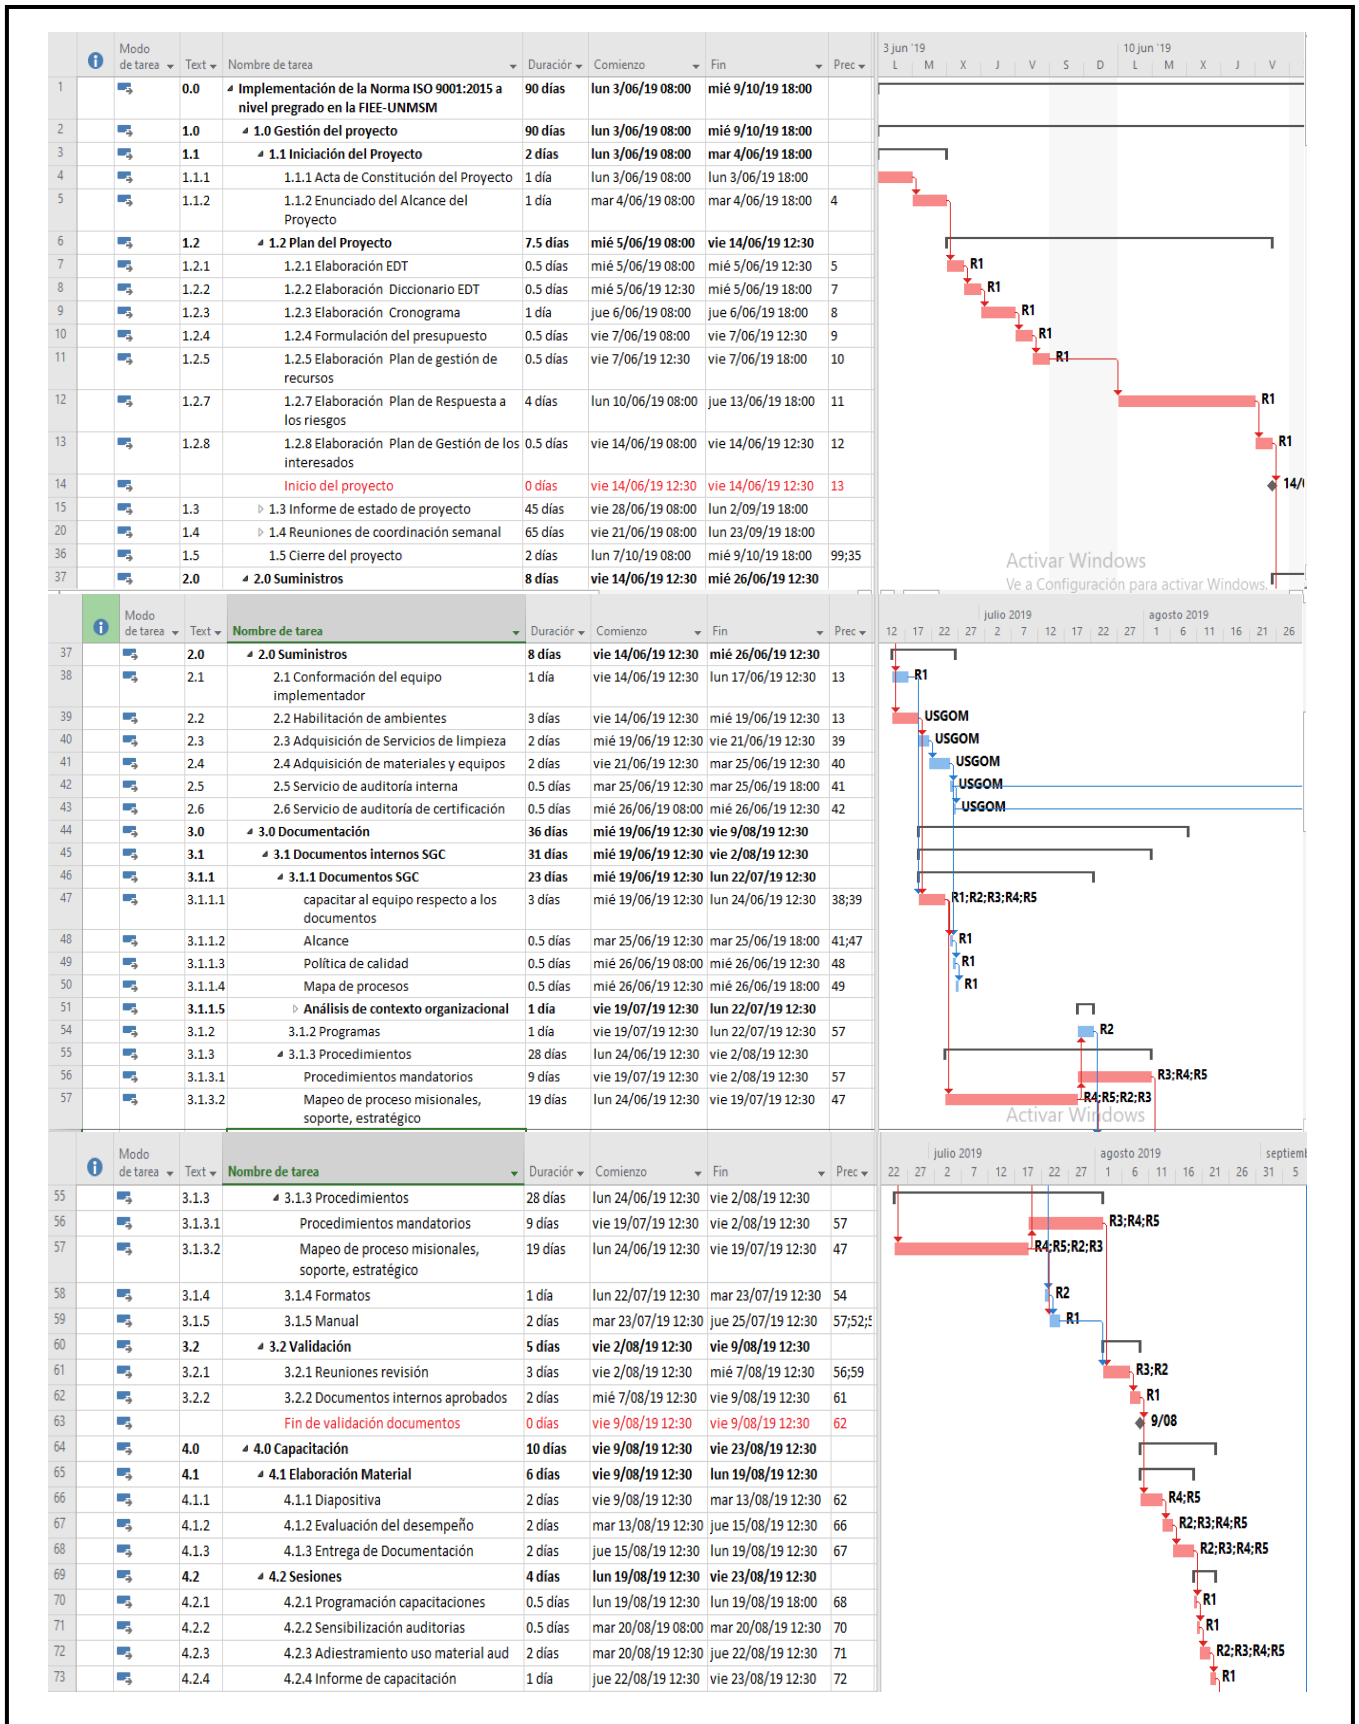 Modo de tarea Text Nombre de tarea Duración Comienzo Fin Prec
3 jun '19 10 jun '19
L M X J V S D L M X J V
1 0.0 Implementación de la Norma ISO 9001:2015 a 90 días lun 3/06/19 08:00 mié 9/10/19 18:00
nivel pregrado en la FIEE-UNMSM
2 1.0 1.0 Gestión del proyecto 90 días lun 3/06/19 08:00 mié 9/10/19 18:00
3 1.1 1.1 Iniciación del Proyecto 2 días lun 3/06/19 08:00 mar 4/06/19 18:00
4 1.1.1 1.1.1 Acta de Constitución del Proyecto 1 día lun 3/06/19 08:00 lun 3/06/19 18:00
5 1.1.2 1.1.2 Enunciado del Alcance del 1 día mar 4/06/19 08:00 mar 4/06/19 18:00 4
Proyecto
6 1.2 1.2 Plan del Proyecto 7.5 días mié 5/06/19 08:00 vie 14/06/19 12:30
7 1.2.1 1.2.1 Elaboración EDT 0.5 días mié 5/06/19 08:00 mié 5/06/19 12:30 5 R1
8 1.2.2 1.2.2 Elaboración Diccionario EDT 0.5 días mié 5/06/19 12:30 mié 5/06/19 18:00 7 R1
9 1.2.3 1.2.3 Elaboración Cronograma 1 día jue 6/06/19 08:00 jue 6/06/19 18:00 8 R1
10 1.2.4 1.2.4 Formulación del presupuesto 0.5 días vie 7/06/19 08:00 vie 7/06/19 12:30 9 R1
11 1.2.5 1.2.5 Elaboración Plan de gestión de 0.5 días vie 7/06/19 12:30 vie 7/06/19 18:00 10 R1
recursos
12 1.2.7 1.2.7 Elaboración Plan de Respuesta a 4 días lun 10/06/19 08:00 jue 13/06/19 18:00 11 R1
los riesgos
13 1.2.8 1.2.8 Elaboración Plan de Gestión de los 0.5 días vie 14/06/19 08:00 vie 14/06/19 12:30 12 R1
interesados
14 Inicio del proyecto 0 días vie 14/06/19 12:30 vie 14/06/19 12:30 13 14/0
15 1.3 1.3 Informe de estado de proyecto 45 días vie 28/06/19 08:00 lun 2/09/19 18:00
20 1.4 1.4 Reuniones de coordinación semanal 65 días vie 21/06/19 08:00 lun 23/09/19 18:00
36 1.5 1.5 Cierre del proyecto 2 días lun 7/10/19 08:00 mié 9/10/19 18:00 99;35
Activar Windows
37 2.0 2.0 Suministros 8 días vie 14/06/19 12:30 mié 26/06/19 12:30
Ve a Configuración para activar Windows.
Modo de tarea Text Nombre de tarea Duración Comienzo Fin Prec
julio 2019 agosto 2019
12 17 22 27 2 7 12 17 22 27 1 6 11 16 21 26
37 2.0 2.0 Suministros 8 días vie 14/06/19 12:30 mié 26/06/19 12:30
38 2.1 2.1 Conformación del equipo 1 día vie 14/06/19 12:30 lun 17/06/19 12:30 13 R1
implementador
39 2.2 2.2 Habilitación de ambientes 3 días vie 14/06/19 12:30 mié 19/06/19 12:30 13 USGOM
40 2.3 2.3 Adquisición de Servicios de limpieza 2 días mié 19/06/19 12:30 vie 21/06/19 12:30 39 USGOM
41 2.4 2.4 Adquisición de materiales y equipos 2 días vie 21/06/19 12:30 mar 25/06/19 12:30 40 USGOM
42 2.5 2.5 Servicio de auditoría interna 0.5 días mar 25/06/19 12:30 mar 25/06/19 18:00 41 USGOM
43 2.6 2.6 Servicio de auditoría de certificación 0.5 días mié 26/06/19 08:00 mié 26/06/19 12:30 42 USGOM
44 3.0 3.0 Documentación 36 días mié 19/06/19 12:30 vie 9/08/19 12:30
45 3.1 3.1 Documentos internos SGC 31 días mié 19/06/19 12:30 vie 2/08/19 12:30
46 3.1.1 3.1.1 Documentos SGC 23 días mié 19/06/19 12:30 lun 22/07/19 12:30
47 3.1.1.1 capacitar al equipo respecto a los 3 días mié 19/06/19 12:30 lun 24/06/19 12:30 38;39 R1;R2;R3;R4;R5
documentos
48 3.1.1.2 Alcance 0.5 días mar 25/06/19 12:30 mar 25/06/19 18:00 41;47 R1
49 3.1.1.3 Política de calidad 0.5 días mié 26/06/19 08:00 mié 26/06/19 12:30 48 R1
50 3.1.1.4 Mapa de procesos 0.5 días mié 26/06/19 12:30 mié 26/06/19 18:00 49 R1
51 3.1.1.5 Análisis de contexto organizacional 1 día vie 19/07/19 12:30 lun 22/07/19 12:30
54 3.1.2 3.1.2 Programas 1 día vie 19/07/19 12:30 lun 22/07/19 12:30 57 R2
55 3.1.3 3.1.3 Procedimientos 28 días lun 24/06/19 12:30 vie 2/08/19 12:30
56 3.1.3.1 Procedimientos mandatorios 9 días vie 19/07/19 12:30 vie 2/08/19 12:30 57 R3;R4;R5
57 3.1.3.2 Mapeo de proceso misionales, 19 días lun 24/06/19 12:30 vie 19/07/19 12:30 47 R4;R5;R2;R3
soporte, estratégico
Activar Windows
Modo de tarea Text Nombre de tarea Duración Comienzo Fin Prec
julio 2019 agosto 2019 septiemb
22 27 2 7 12 17 22 27 1 6 11 16 21 26 31 5
55 3.1.3 3.1.3 Procedimientos 28 días lun 24/06/19 12:30 vie 2/08/19 12:30
56 3.1.3.1 Procedimientos mandatorios 9 días vie 19/07/19 12:30 vie 2/08/19 12:30 57 R3;R4;R5
57 3.1.3.2 Mapeo de proceso misionales, 19 días lun 24/06/19 12:30 vie 19/07/19 12:30 47 R4;R5;R2;R3
soporte, estratégico
58 3.1.4 3.1.4 Formatos 1 día lun 22/07/19 12:30 mar 23/07/19 12:30 54 R2
59 3.1.5 3.1.5 Manual 2 días mar 23/07/19 12:30 jue 25/07/19 12:30 57;52;5 R1
60 3.2 3.2 Validación 5 días vie 2/08/19 12:30 vie 9/08/19 12:30
61 3.2.1 3.2.1 Reuniones revisión 3 días vie 2/08/19 12:30 mié 7/08/19 12:30 56;59 R3;R2
62 3.2.2 3.2.2 Documentos internos aprobados 2 días mié 7/08/19 12:30 vie 9/08/19 12:30 61 R1
63 Fin de validación documentos 0 días vie 9/08/19 12:30 vie 9/08/19 12:30 62 9/08
64 4.0 4.0 Capacitación 10 días vie 9/08/19 12:30 vie 23/08/19 12:30
65 4.1 4.1 Elaboración Material 6 días vie 9/08/19 12:30 lun 19/08/19 12:30
66 4.1.1 4.1.1 Diapositiva 2 días vie 9/08/19 12:30 mar 13/08/19 12:30 62 R4;R5
67 4.1.2 4.1.2 Evaluación del desempeño 2 días mar 13/08/19 12:30 jue 15/08/19 12:30 66 R2;R3;R4;R5
68 4.1.3 4.1.3 Entrega de Documentación 2 días jue 15/08/19 12:30 lun 19/08/19 12:30 67 R2;R3;R4;R5
69 4.2 4.2 Sesiones 4 días lun 19/08/19 12:30 vie 23/08/19 12:30
70 4.2.1 4.2.1 Programación capacitaciones 0.5 días lun 19/08/19 12:30 lun 19/08/19 18:00 68 R1
71 4.2.2 4.2.2 Sensibilización auditorias 0.5 días mar 20/08/19 08:00 mar 20/08/19 12:30 70 R1
72 4.2.3 4.2.3 Adiestramiento uso material aud 2 días mar 20/08/19 12:30 jue 22/08/19 12:30 71 R2;R3;R4;R5
73 4.2.4 4.2.4 Informe de capacitación 1 día jue 22/08/19 12:30 vie 23/08/19 12:30 72 R1